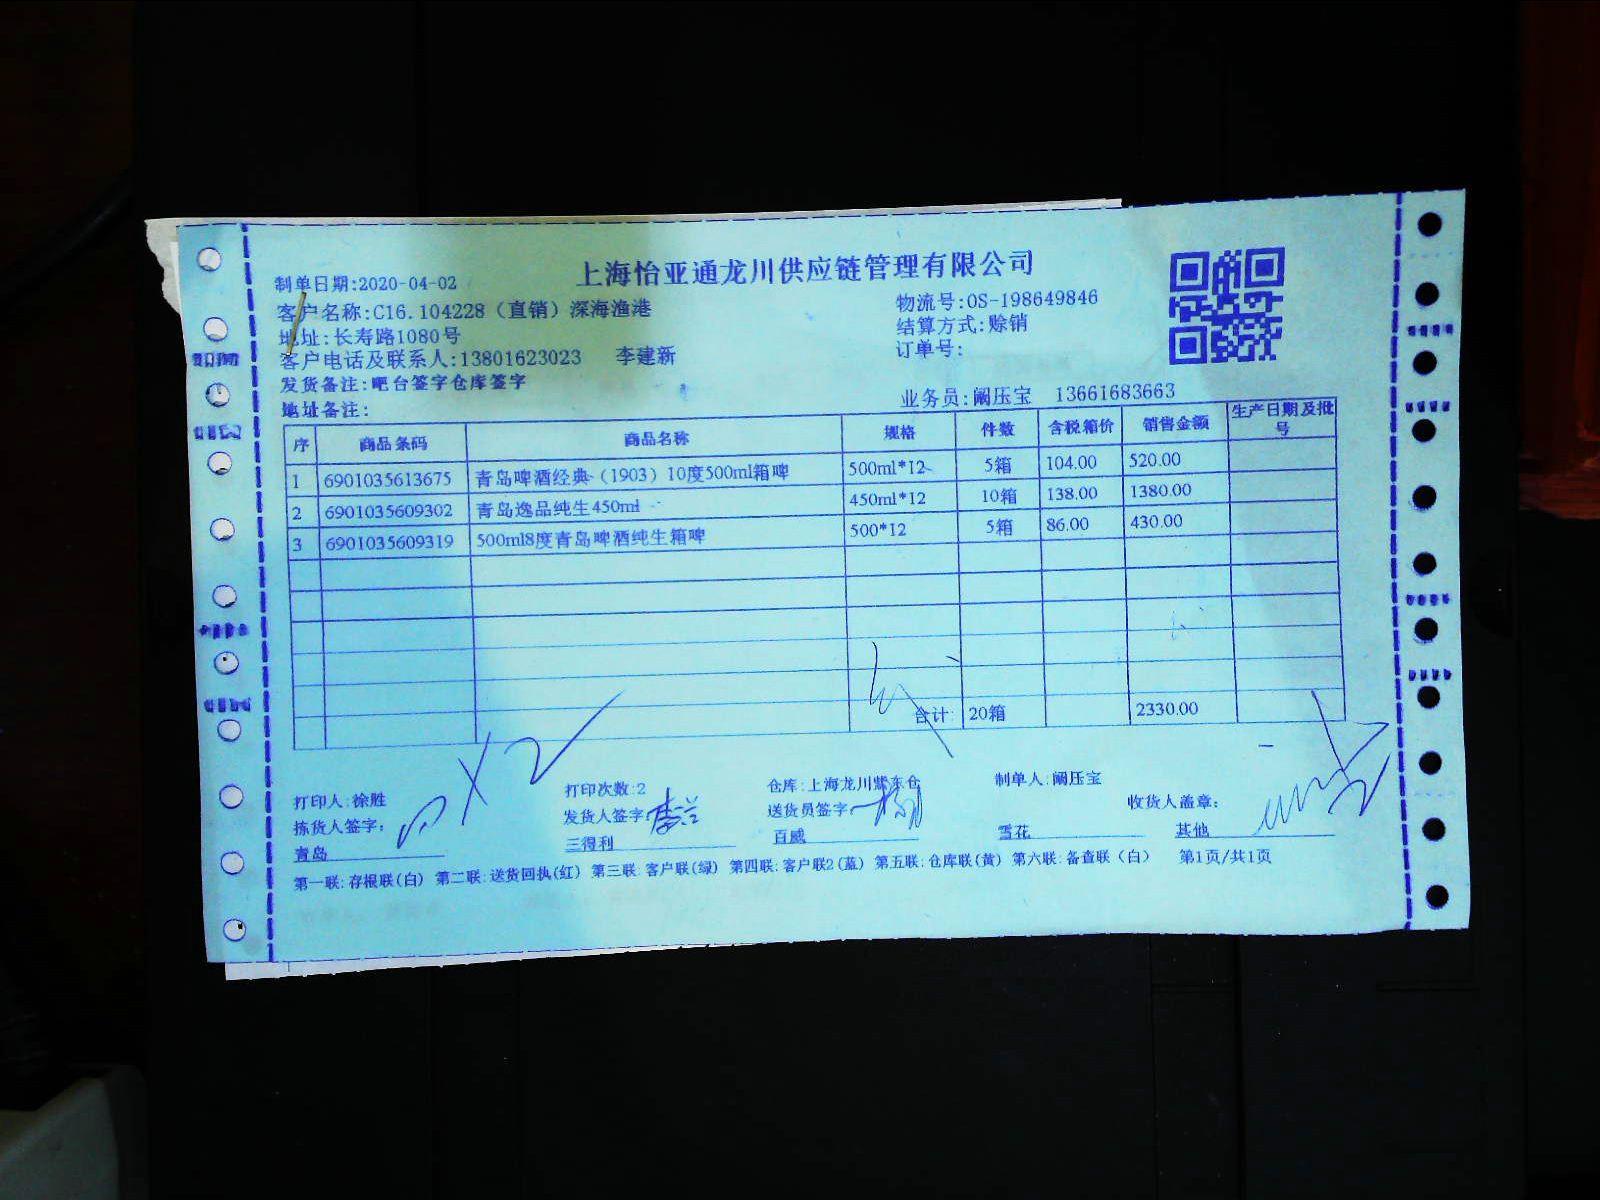 上海怡亚通龙川供应链管理有限公司
制单日期:2020-04-02
客户名称:C16.104228（直销）深海渔港 物流号:OS-198649846
地址:长寿路1080号 结算方式:赊销
客户电话及联系人:13801623023 李建新 订单号:
发货备注:吧台签字仓库签字
地址备注: 业务员:阚压宝 13661683663
序 商品条码 商品名称 规格 件数 含税箱价 销售金额 生产日期及批号
1 6901035613675 青岛啤酒经典（1903）10度500ml箱啤 500ml*12 5箱 104.00 520.00
2 6901035609302 青岛逸品纯生450ml 450ml*12 10箱 138.00 1380.00
3 6901035609319 500ml8度青岛啤酒纯生箱啤 500*12 5箱 86.00 430.00
合计: 20箱 2330.00
打印人:徐胜 打印次数:2 仓库:上海龙川紫东仓 制单人:阚压宝
拣货人签字: 发货人签字: 送货员签字: 收货人盖章:
青岛 三得利 百威 雪花 其他
第一联:存根联(白) 第二联:送货回执(红) 第三联:客户联(绿) 第四联:客户联2(蓝) 第五联:仓库联(黄) 第六联:备查联（白） 第1页/共1页